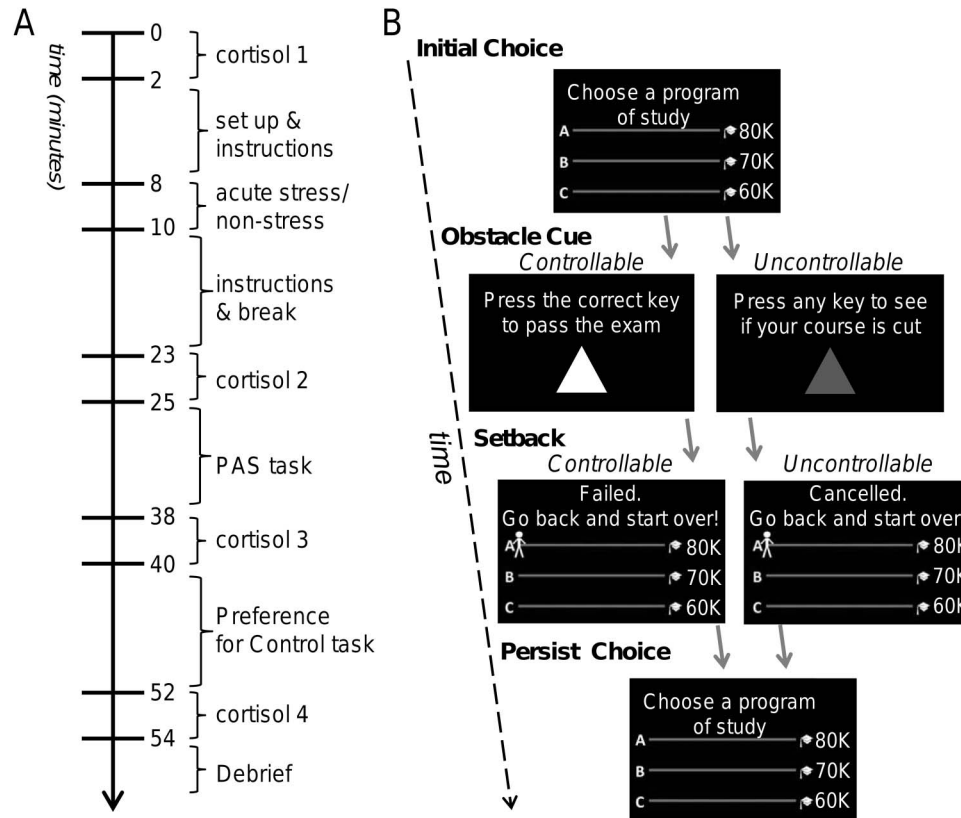 A
time (minutes)
0
cortisol 1
2
set up &
instructions
8
acute stress/
non-stress
10
instructions
& break
23
cortisol 2
25
PAS task
38
cortisol 3
40
Preference
for Control task
52
cortisol 4
54
Debrief
B
Initial Choice
Choose a program
of study
A 80K
B 70K
C 60K
Obstacle Cue
Controllable
Press the correct key
to pass the exam
Uncontrollable
Press any key to see
if your course is cut
time
Setback
Controllable
Failed.
Go back and start over!
A 80K
B 70K
C 60K
Uncontrollable
Cancelled.
Go back and start over
A 80K
B 70K
C 60K
Persist Choice
Choose a program
of study
A 80K
B 70K
C 60K